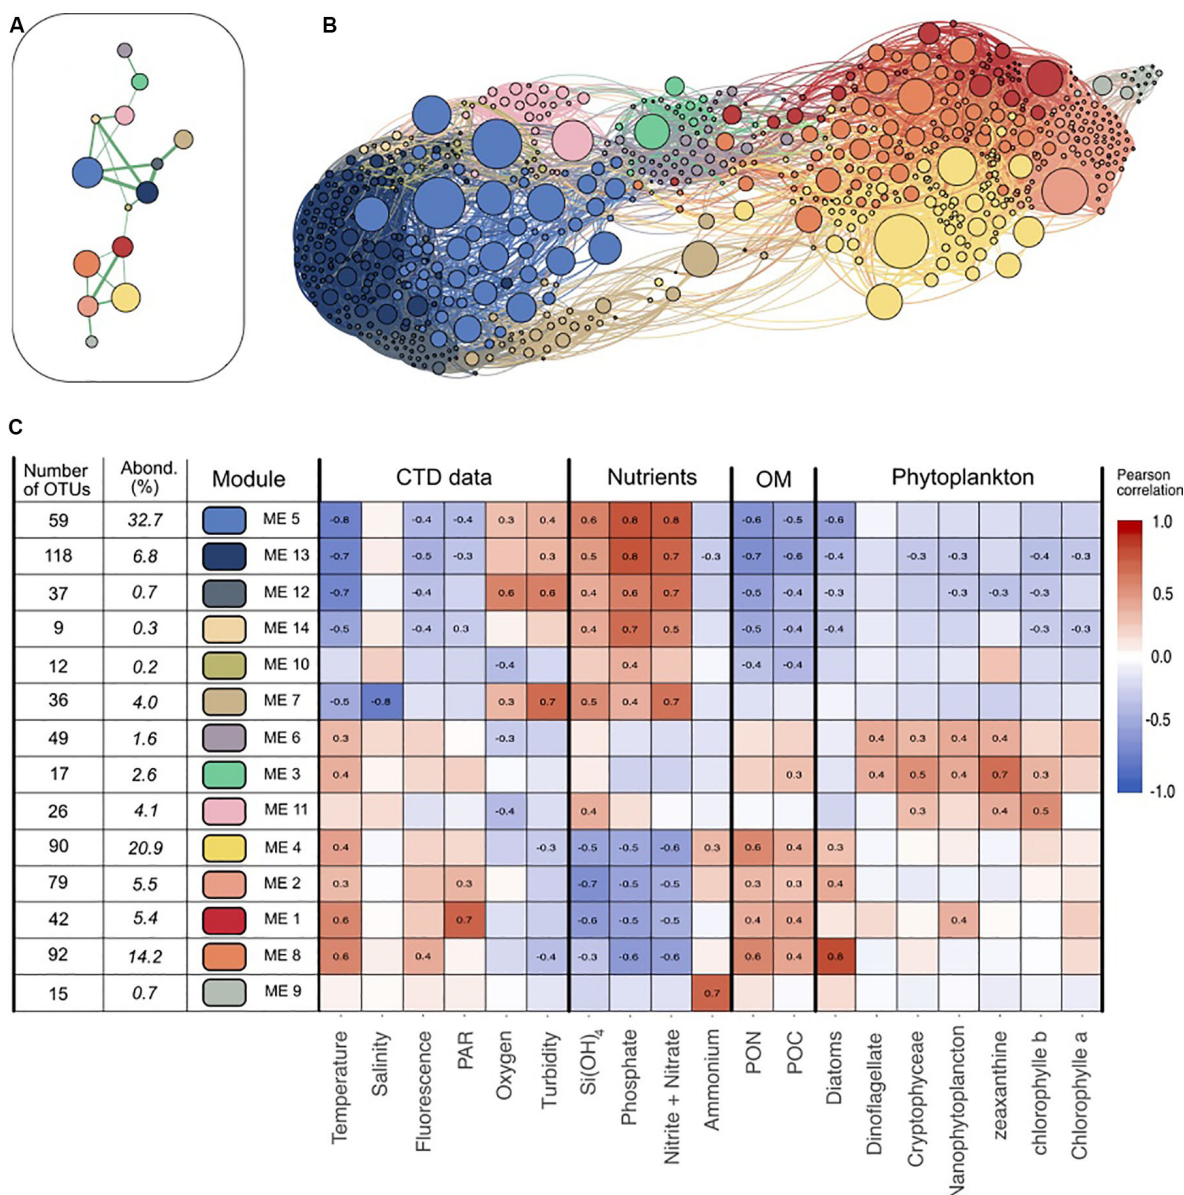 A
B
C
Number of OTUs Abond. (%) Module CTD data Nutrients OM Phytoplankton
59 32.7 ME 5 -0.8 -0.4 -0.4 0.3 0.4 0.6 0.8 0.8 -0.6 -0.5 -0.6
118 6.8 ME 13 -0.7 -0.5 -0.3 0.3 0.5 0.8 0.7 -0.3 -0.7 -0.6 -0.4 -0.3 -0.3 -0.4 -0.3
37 0.7 ME 12 -0.7 -0.4 0.6 0.6 0.4 0.6 0.7 -0.5 -0.4 -0.3 -0.3 -0.3 -0.3
9 0.3 ME 14 -0.5 -0.4 0.3 0.4 0.7 0.5 -0.5 -0.4 -0.4 -0.3 -0.3
12 0.2 ME 10 -0.4 0.4 -0.4 -0.4
36 4.0 ME 7 -0.5 -0.8 0.3 0.7 0.5 0.4 0.7
49 1.6 ME 6 0.3 -0.3 0.4 0.3 0.4 0.4
17 2.6 ME 3 0.4 0.3 0.4 0.5 0.4 0.7 0.3
26 4.1 ME 11 -0.4 0.4 0.3 0.4 0.5
90 20.9 ME 4 0.4 -0.3 -0.5 -0.5 -0.6 0.3 0.6 0.4 0.3
79 5.5 ME 2 0.3 0.3 -0.7 -0.5 -0.5 0.3 0.3 0.4
42 5.4 ME 1 0.6 0.7 -0.6 -0.5 -0.5 0.4 0.4 0.4
92 14.2 ME 8 0.6 0.4 -0.4 -0.3 -0.6 -0.6 0.6 0.4 0.8
15 0.7 ME 9 0.7
Temperature Salinity Fluorescence PAR Oxygen Turbidity Si(OH)4 Phosphate Nitrite + Nitrate Ammonium PON POC Diatoms Dinoflagellate Cryptophyceae Nanophytoplancton zeaxanthine chlorophylle b Chlorophylle a
Pearson
correlation
1.0
0.5
0.0
-0.5
-1.0